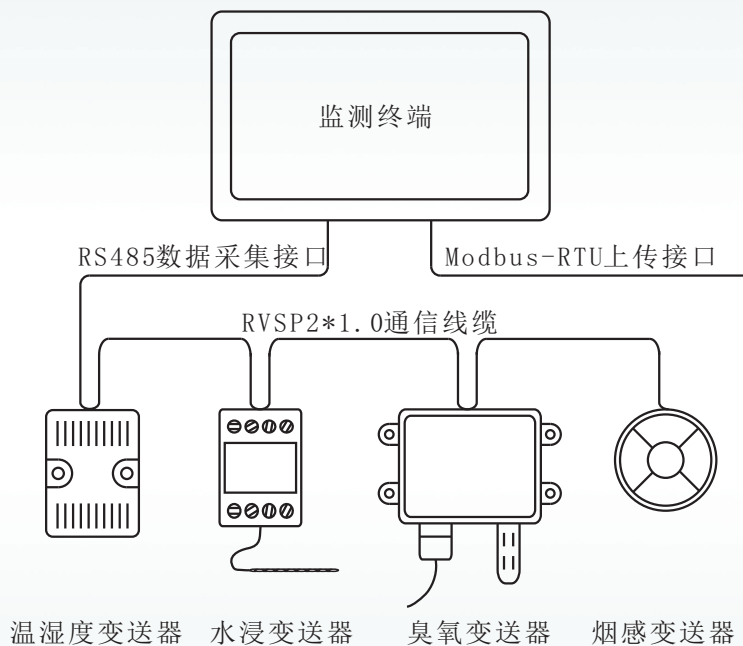 监测终端
RS485数据采集接口
Modbus-RTU上传接口
RVSP2*1.0通信线缆
温湿度变送器
水浸变送器
臭氧变送器
烟感变送器